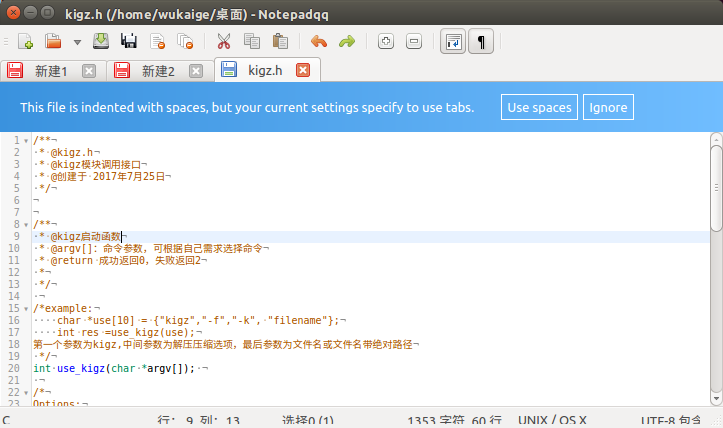 kigz.h (/home/wukaige/桌面) - Notepadqq
新建1 新建2 kigz.h
This file is indented with spaces, but your current settings specify to use tabs. Use spaces Ignore
1 /**¬
2 ·*·@kigz.h¬
3 ·*·@kigz模块调用接口¬
4 ·*·@创建于·2017年7月25日¬
5 ·*/¬
6 ¬
7 ¬
8 /**¬
9 ·*·@kigz启动函数¬
10 ·*·@argv[]：命令参数，可根据自己需求选择命令¬
11 ·*·@return·成功返回0，失败返回2¬
12 ·*¬
13 ·*/¬
14 ·¬
15 /*example:¬
16 ····char·*use[10]·=·{"kigz","-f","-k",·"filename"};¬
17 ····int·res·=use_kigz(use);¬
18 第一个参数为kigz,中间参数为解压压缩选项，最后参数为文件名或文件名带绝对路径¬
19 ·*/¬
20 int·use_kigz(char·*argv[]);·¬
21 ·¬
22 /*¬
23 Options:¬
C 行： 9 列：13 选择0 (1) 1353 字符, 60 行 UNIX / OS X UTF-8 包含